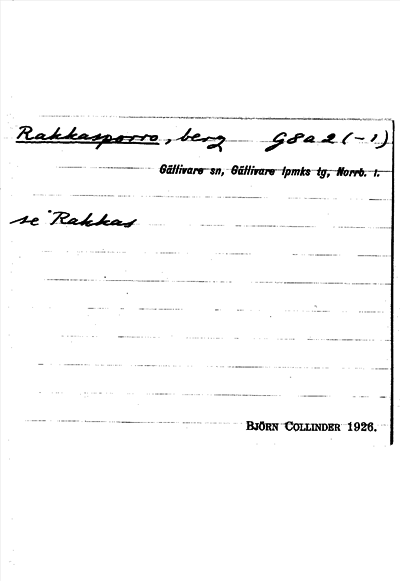 Rakkasporro, berg G8a2(-1)
Gällivare sn, Gällivare lpmks tg, Norrb. l.
se Rakkas
BJÖRN COLLINDER 1926.